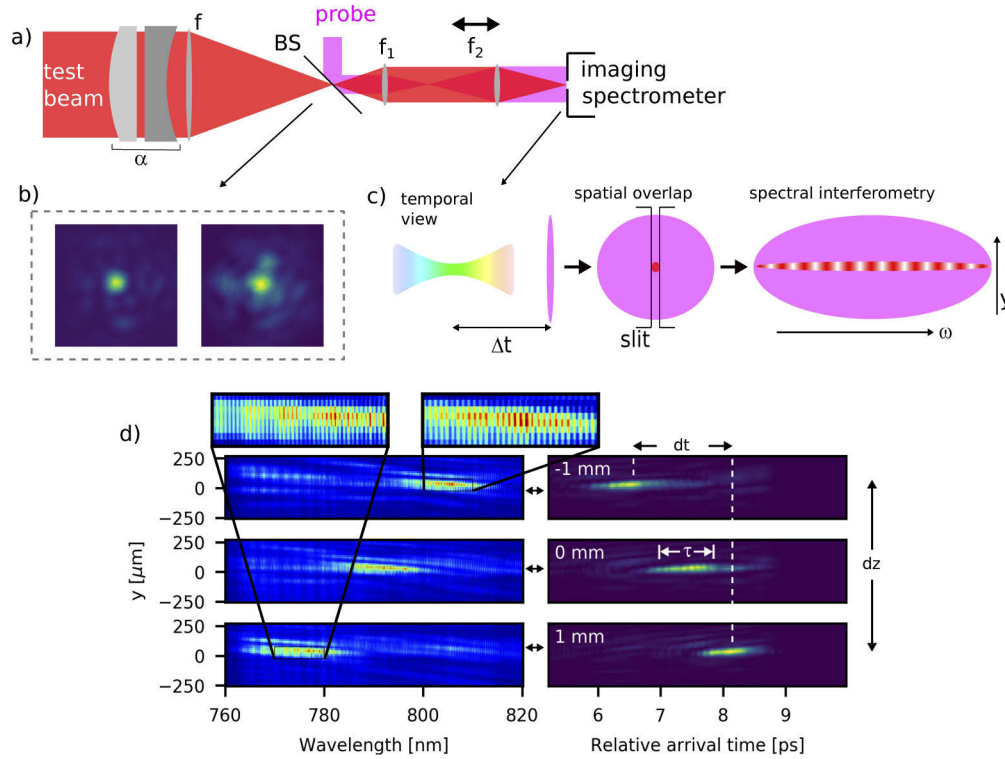 a)
test
beam
α
f
BS
probe
f1
f2
imaging
spectrometer
b)
c)
temporal
view
Δt
spatial overlap
slit
spectral interferometry
ω
y
d)
250
0
−250
250
0
−250
250
0
−250
y [μm]
760
780
800
820
Wavelength [nm]
dt
-1 mm
0 mm
τ
1 mm
dz
6
7
8
9
Relative arrival time [ps]